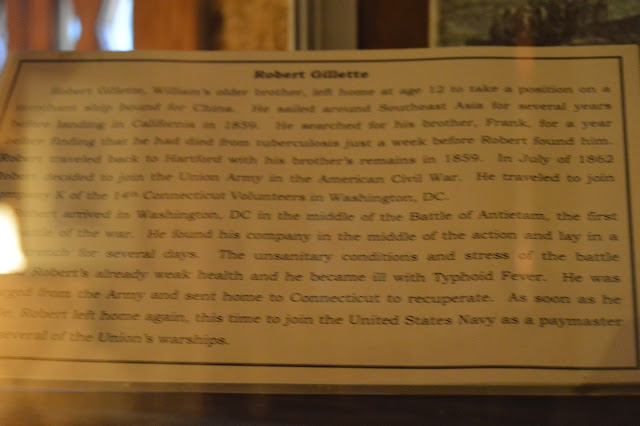 Robert Gillette
Robert Gillette, William's older brother, left home at age 12 to take a position on a
merchant ship bound for China. He sailed around Southeast Asia for several years
before landing in California in 1859. He searched for his brother, Frank, for a year
finding that he had died from tuberculosis just a week before Robert found him.
Robert traveled back to Hartford with his brother's remains in 1859. In July of 1862
Robert decided to join the Union Army in the American Civil War. He traveled to join
K of the 14th Connecticut Volunteers in Washington, DC.
Robert arrived in Washington, DC in the middle of the Battle of Antietam, the first
of the war. He found his company in the middle of the action and lay in a
for several days. The unsanitary conditions and stress of the battle
Robert's already weak health and he became ill with Typhoid Fever. He was
from the Army and sent home to Connecticut to recuperate. As soon as he
Robert left home again, this time to join the United States Navy as a paymaster
several of the Union's warships.